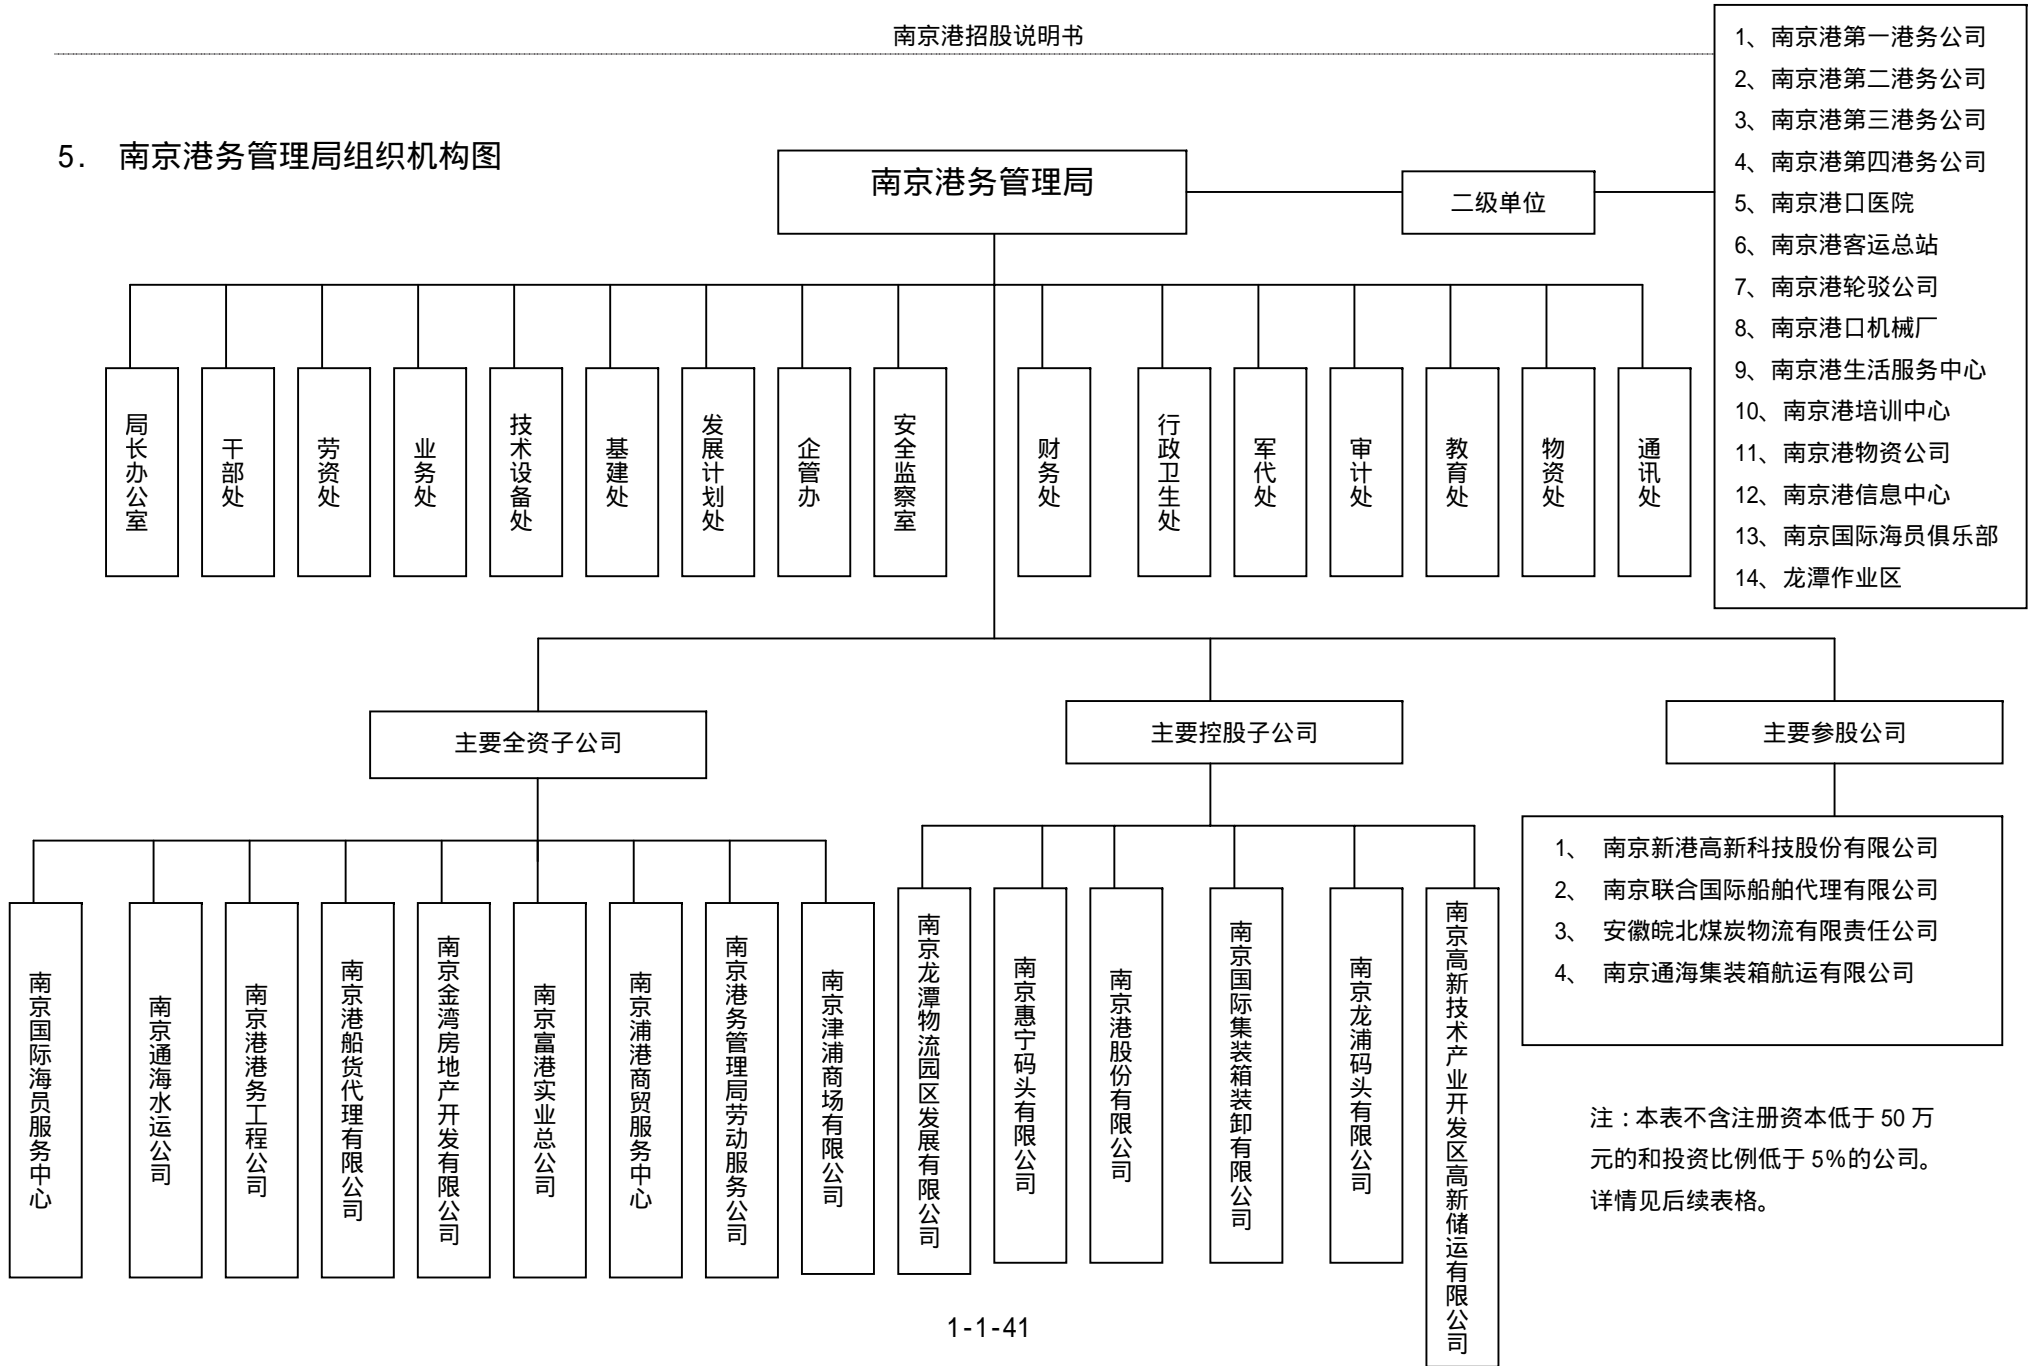 南京港招股说明书
5. 南京港务管理局组织机构图
南京港务管理局
二级单位
1、南京港第一港务公司
2、南京港第二港务公司
3、南京港第三港务公司
4、南京港第四港务公司
5、南京港口医院
6、南京港客运总站
7、南京港轮驳公司
8、南京港口机械厂
9、南京港生活服务中心
10、南京港培训中心
11、南京港物资公司
12、南京港信息中心
13、南京国际海员俱乐部
14、龙潭作业区
局长办公室
干部处
劳资处
业务处
技术设备处
基建处
发展计划处
企管办
安全监察室
财务处
行政卫生处
军代处
审计处
教育处
物资处
通讯处
主要全资子公司
主要控股子公司
主要参股公司
南京国际海员服务中心
南京通海水运公司
南京港港务工程公司
南京港船货代理有限公司
南京金湾房地产开发有限公司
南京富港实业总公司
南京浦港商贸服务中心
南京港务管理局劳动服务公司
南京津浦商场有限公司
南京龙潭物流园区发展有限公司
南京惠宁码头有限公司
南京港股份有限公司
南京国际集装箱装卸有限公司
南京龙浦码头有限公司
南京高新技术产业开发区高新储运有限公司
1、 南京新港高新科技股份有限公司
2、 南京联合国际船舶代理有限公司
3、 安徽皖北煤炭物流有限责任公司
4、 南京通海集装箱航运有限公司
注：本表不含注册资本低于 50 万
元的和投资比例低于 5%的公司。
详情见后续表格。
1-1-41